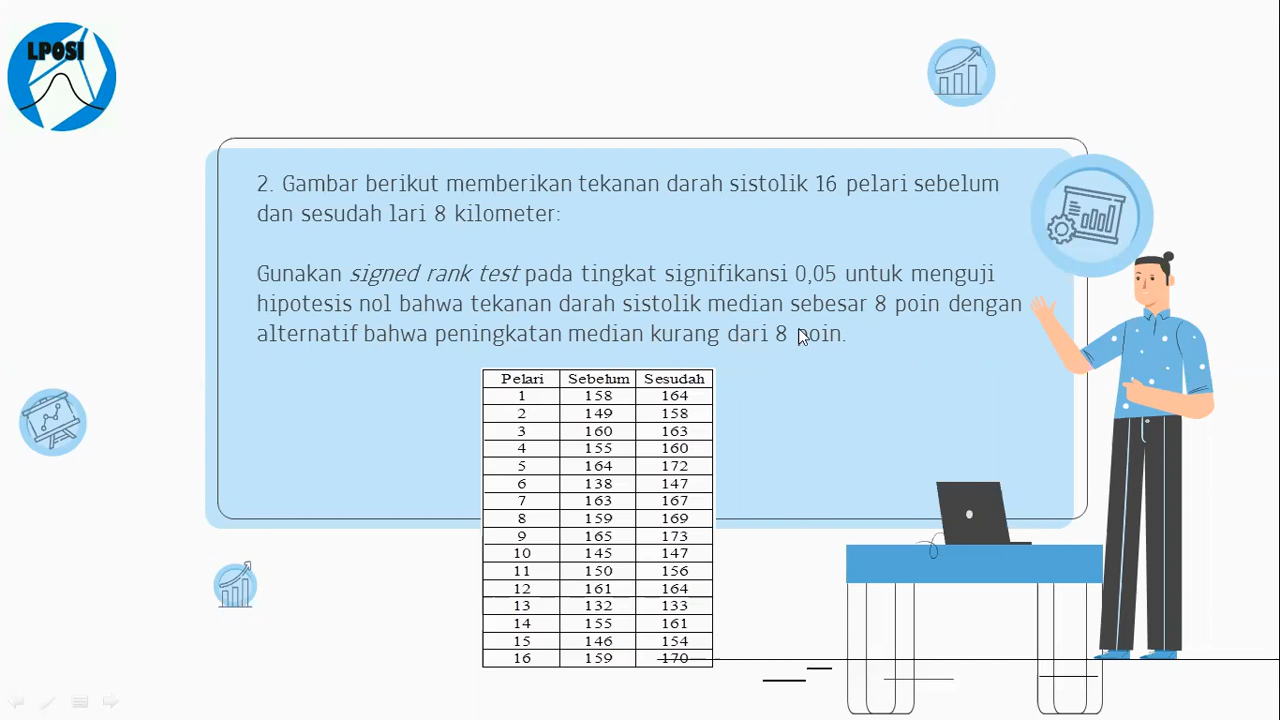 LPOSI
2. Gambar berikut memberikan tekanan darah sistolik 16 pelari sebelum
dan sesudah lari 8 kilometer:
Gunakan signed rank test pada tingkat signifikansi 0,05 untuk menguji
hipotesis nol bahwa tekanan darah sistolik median sebesar 8 poin dengan
alternatif bahwa peningkatan median kurang dari 8 poin.
Pelari Sebelum Sesudah
1 158 164
2 149 158
3 160 163
4 155 160
5 164 172
6 138 147
7 163 167
8 159 169
9 165 173
10 145 147
11 150 156
12 161 164
13 132 133
14 155 161
15 146 154
16 159 170